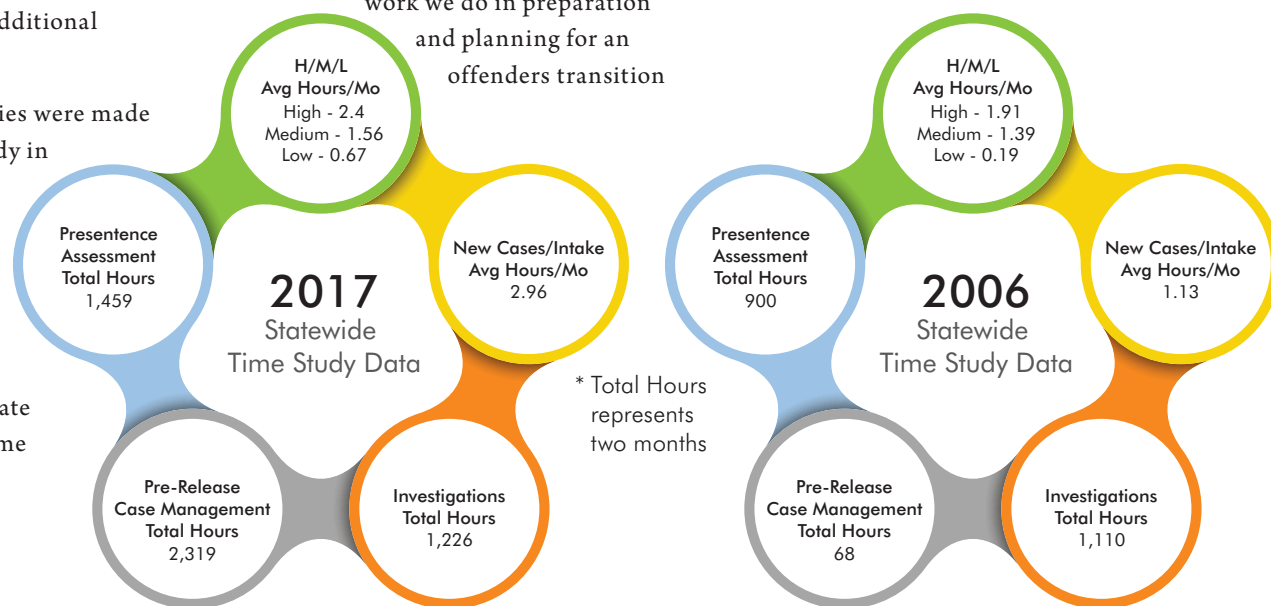 dditional
ies were made
dy in
ate
me
work we do in preparation
and planning for an
offenders transition
H/M/L
Avg Hours/Mo
High - 2.4
Medium - 1.56
Low - 0.67
Presentence
Assessment
Total Hours
1,459
New Cases/Intake
Avg Hours/Mo
2.96
2017
Statewide
Time Study Data
Pre-Release
Case Management
Total Hours
2,319
Investigations
Total Hours
1,226
* Total Hours
represents
two months
H/M/L
Avg Hours/Mo
High - 1.91
Medium - 1.39
Low - 0.19
Presentence
Assessment
Total Hours
900
New Cases/Intake
Avg Hours/Mo
1.13
2006
Statewide
Time Study Data
Pre-Release
Case Management
Total Hours
68
Investigations
Total Hours
1,110